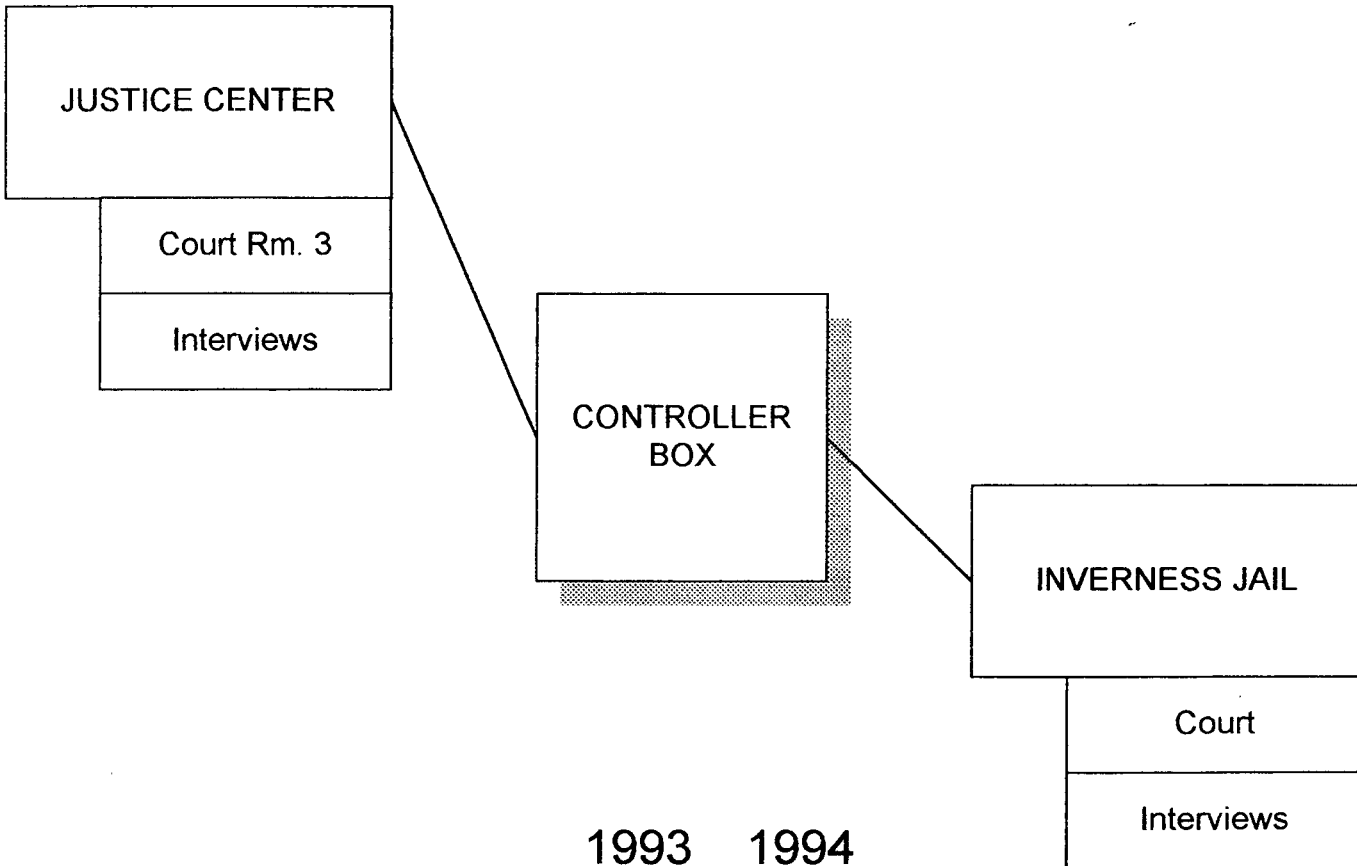 JUSTICE CENTER
Court Rm. 3
Interviews
CONTROLLER
BOX
INVERNESS JAIL
Court
Interviews
1993 1994